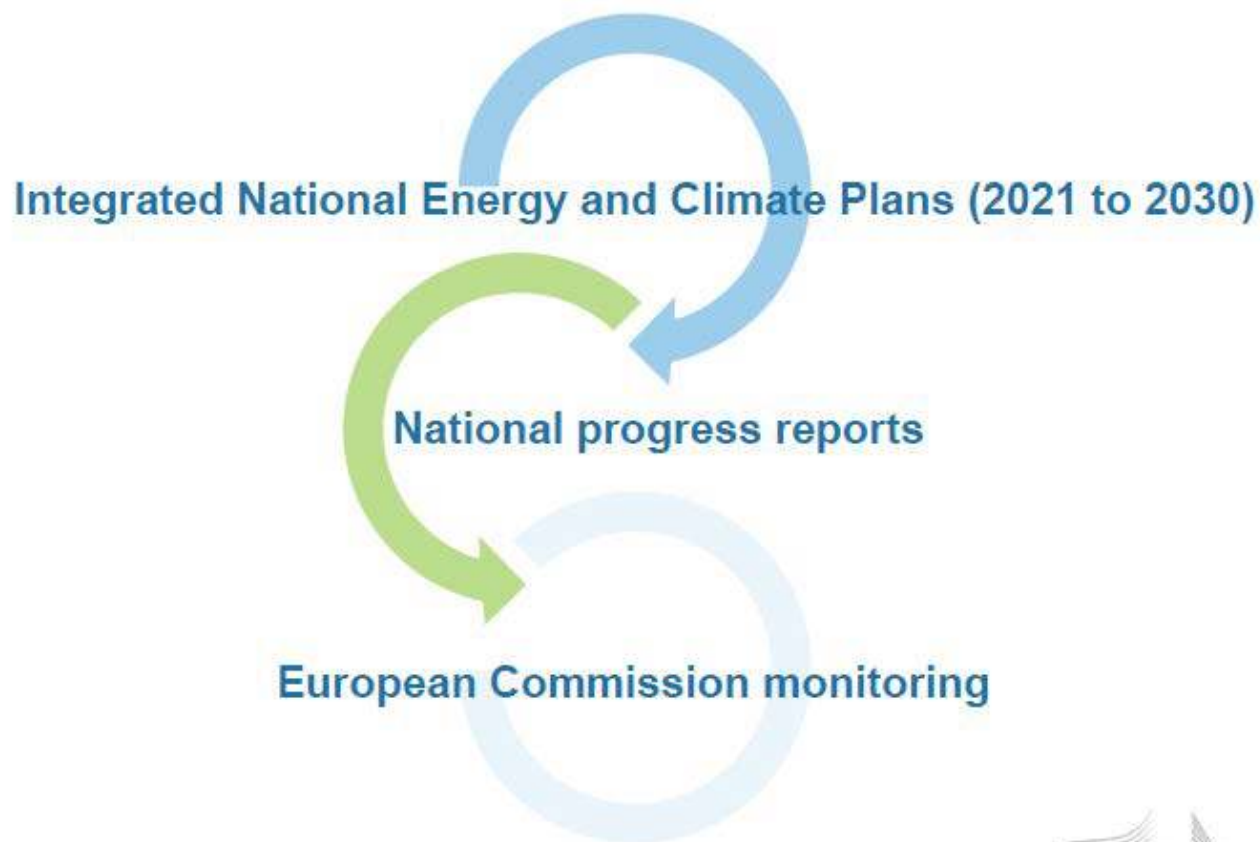 Integrated National Energy and Climate Plans (2021 to 2030)
National progress reports
European Commission monitoring